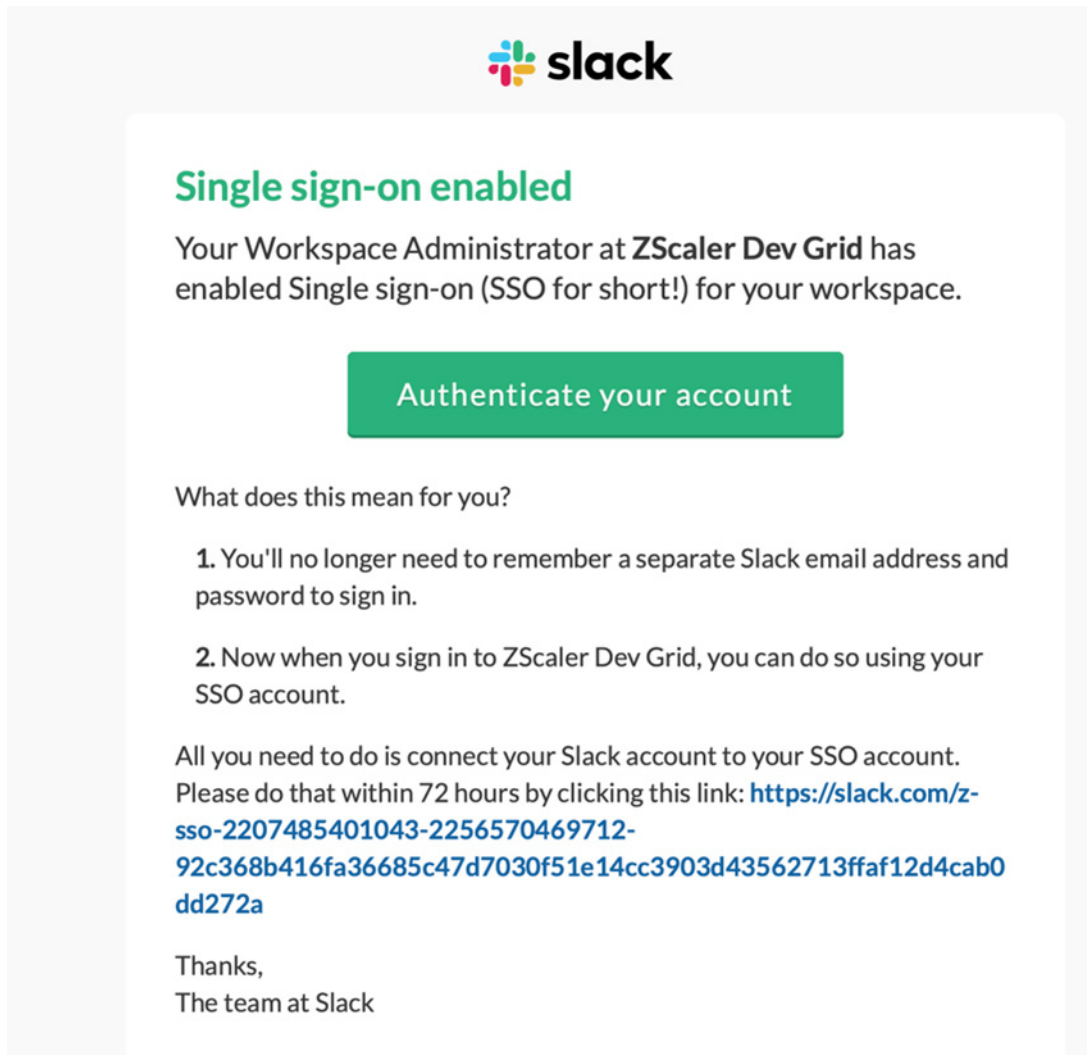 slack
Single sign-on enabled
Your Workspace Administrator at ZScaler Dev Grid has
enabled Single sign-on (SSO for short!) for your workspace.
Authenticate your account
What does this mean for you?
1. You'll no longer need to remember a separate Slack email address and
password to sign in.
2. Now when you sign in to ZScaler Dev Grid, you can do so using your
SSO account.
All you need to do is connect your Slack account to your SSO account.
Please do that within 72 hours by clicking this link: https://slack.com/z-
sso-2207485401043-2256570469712-
92c368b416fa36685c47d7030f51e14cc3903d43562713ffaf12d4cab0
dd272a
Thanks,
The team at Slack